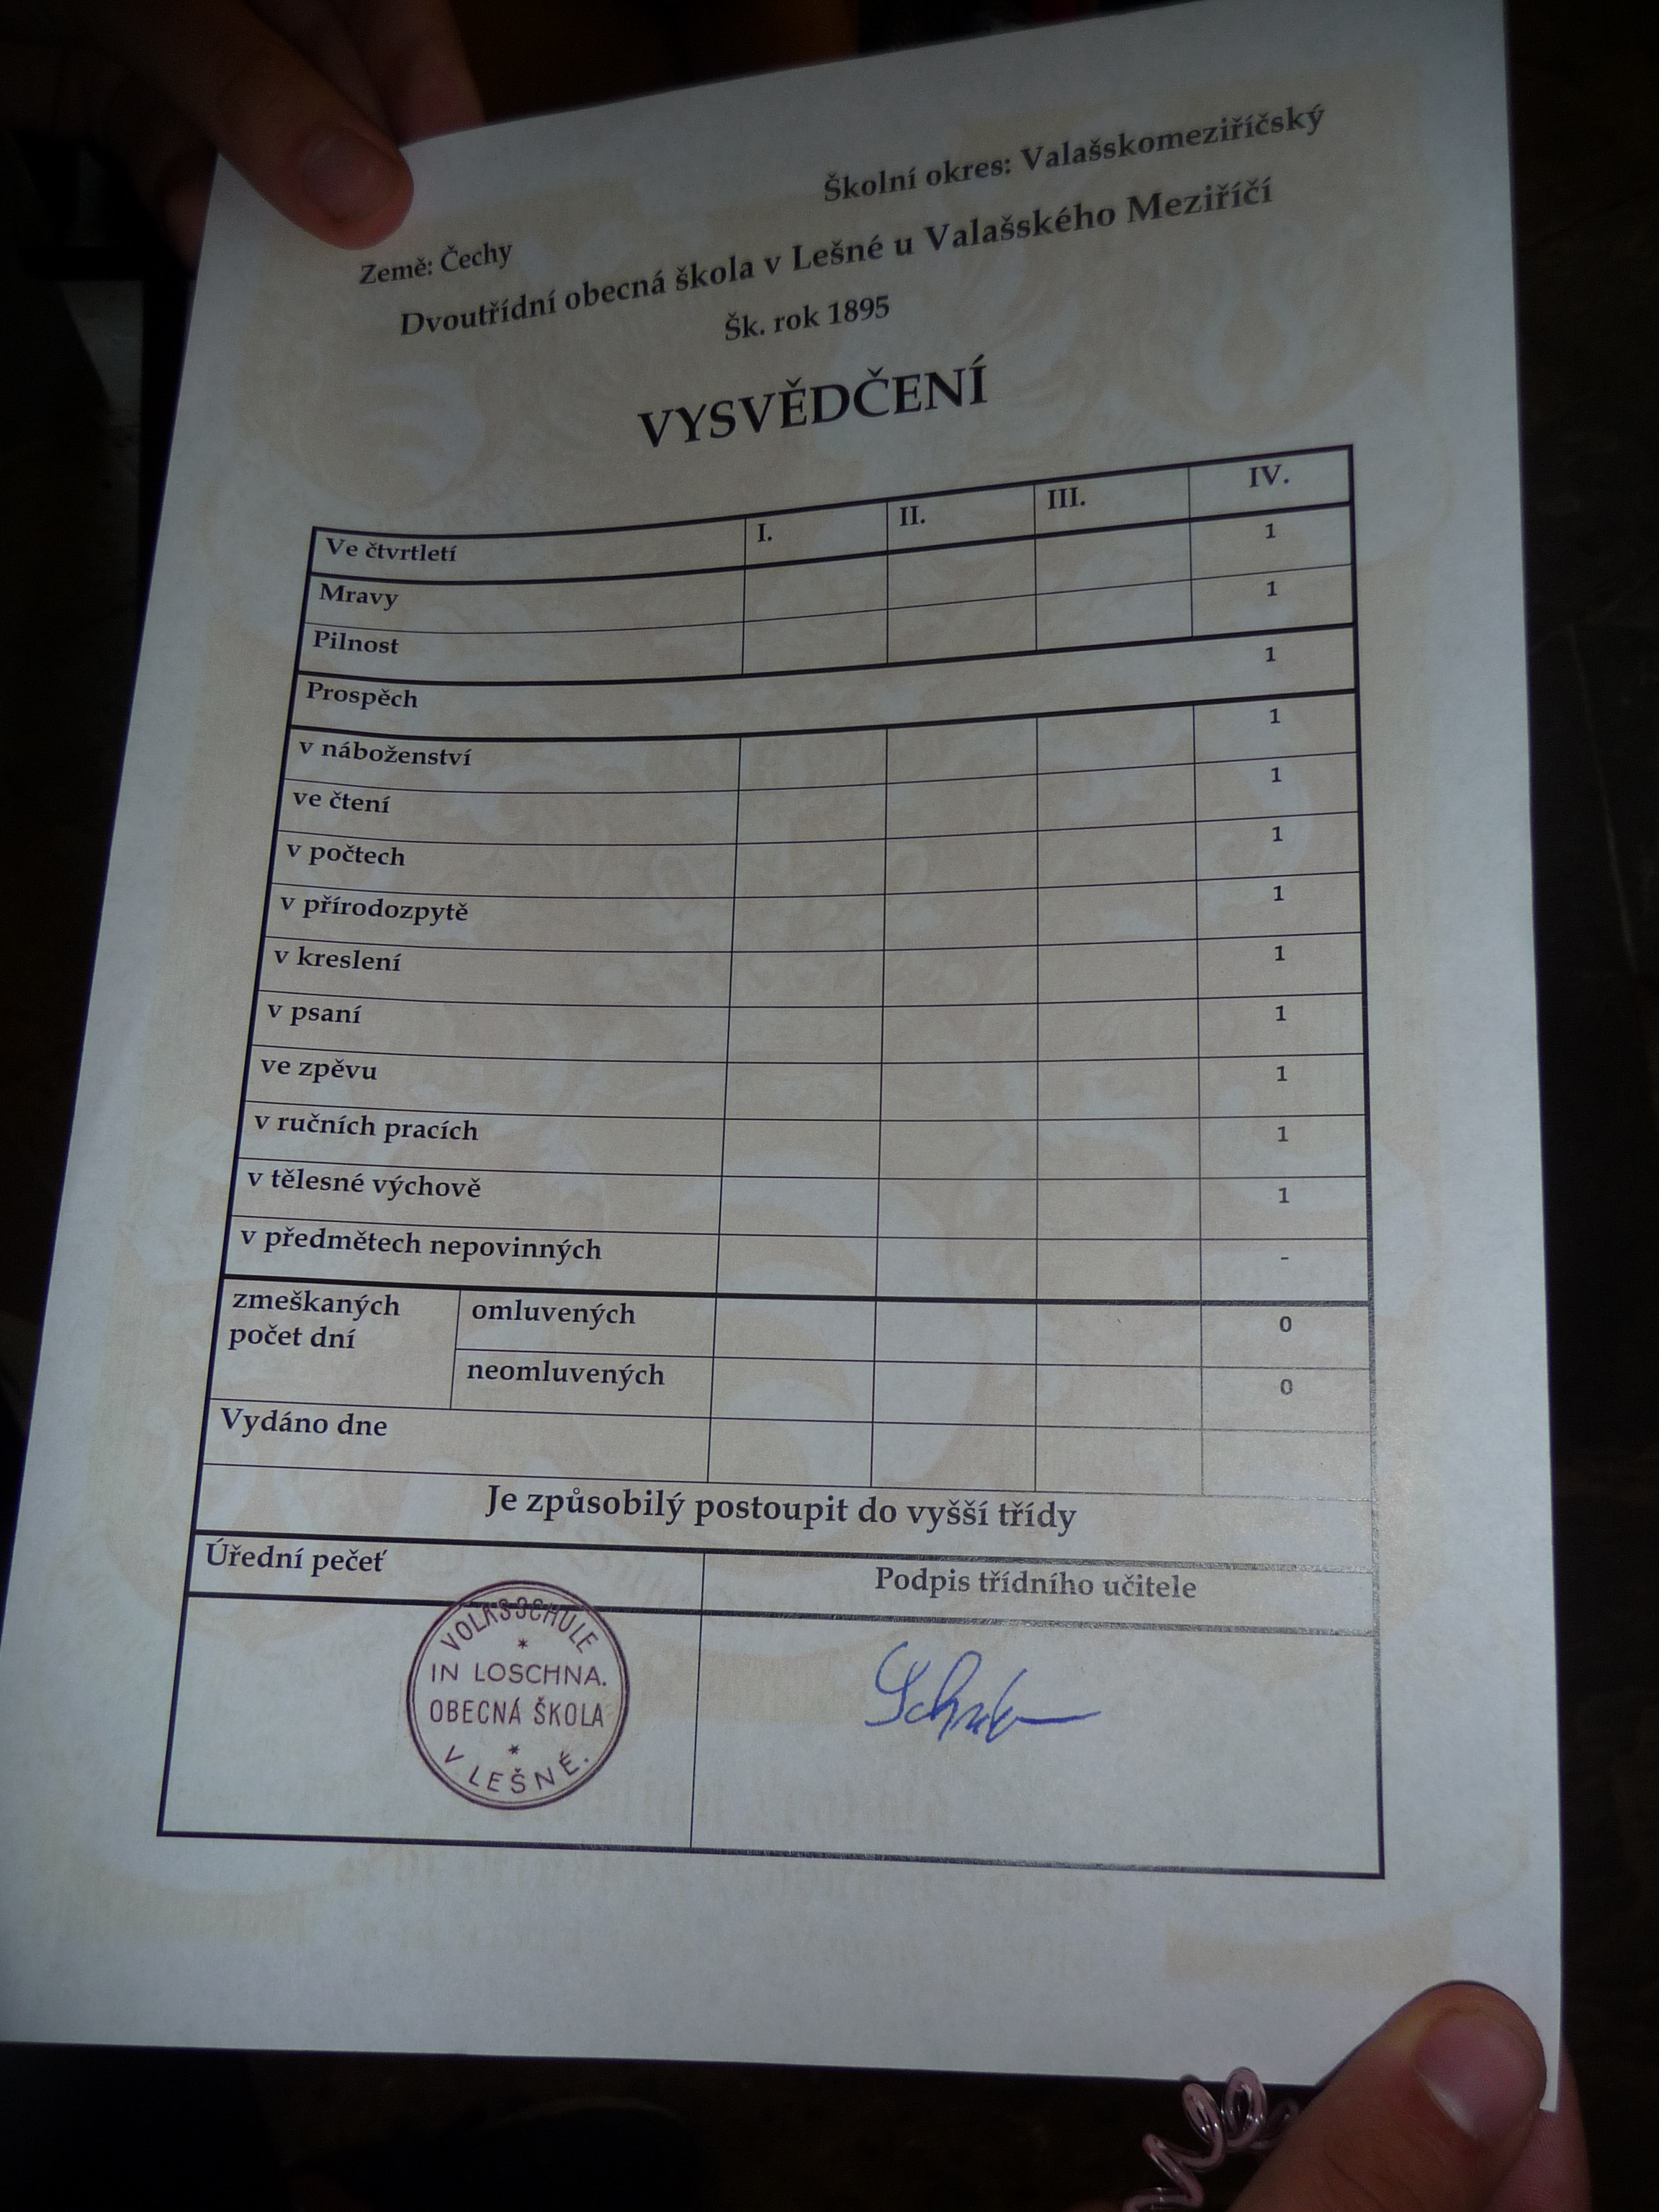 Školní okres: Valašskomeziříčský
Země: Čechy
Dvoutřídní obecná škola v Lešné u Valašského Meziříčí
Šk. rok 1895
VYSVĚDČENÍ
Ve čtvrtletí I. II. III. IV.
Mravy 1
Pilnost 1
Prospěch 1
v náboženství 1
ve čtení 1
v počtech 1
v přírodozpytě 1
v kreslení 1
v psaní 1
ve zpěvu 1
v ručních pracích 1
v tělesné výchově 1
v předmětech nepovinných -
zmeškaných počet dní omluvených 0
neomluvených 0
Vydáno dne
Je způsobilý postoupit do vyšší třídy
Úřední pečeť Podpis třídního učitele
VOLKSSCHULE
IN LOSCHNA.
OBECNÁ ŠKOLA
V LEŠNÉ.